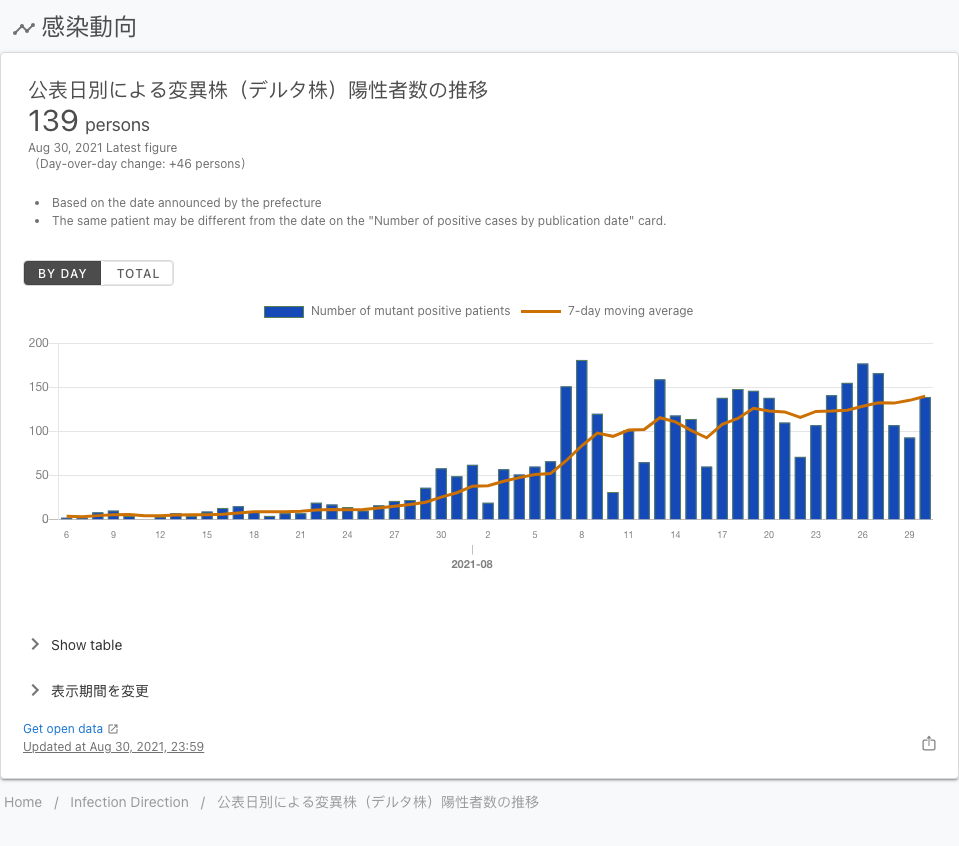 感染動向
公表日別による変異株（デルタ株）陽性者数の推移
139 persons
Aug 30, 2021 Latest figure
（Day-over-day change: +46 persons）
• Based on the date announced by the prefecture
• The same patient may be different from the date on the "Number of positive cases by publication date" card.
BY DAY TOTAL
Number of mutant positive patients 7-day moving average
200
150
100
50
0
6 9 12 15 18 21 24 27 30 2 5 8 11 14 17 20 23 26 29
2021-08
Show table
表示期間を変更
Get open data
Updated at Aug 30, 2021, 23:59
Home / Infection Direction / 公表日別による変異株（デルタ株）陽性者数の推移